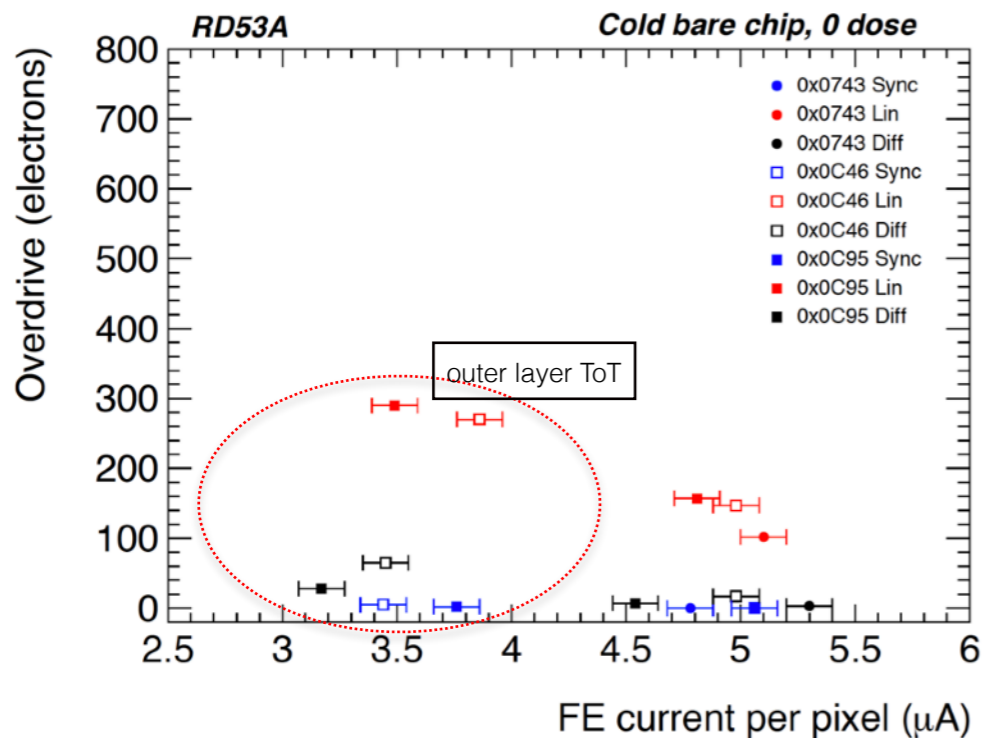 RD53A
Cold bare chip, 0 dose
Overdrive (electrons)
800
700
600
500
400
300
200
100
0
0x0743 Sync
0x0743 Lin
0x0743 Diff
0x0C46 Sync
0x0C46 Lin
0x0C46 Diff
0x0C95 Sync
0x0C95 Lin
0x0C95 Diff
outer layer ToT
2.5 3 3.5 4 4.5 5 5.5 6
FE current per pixel (μA)